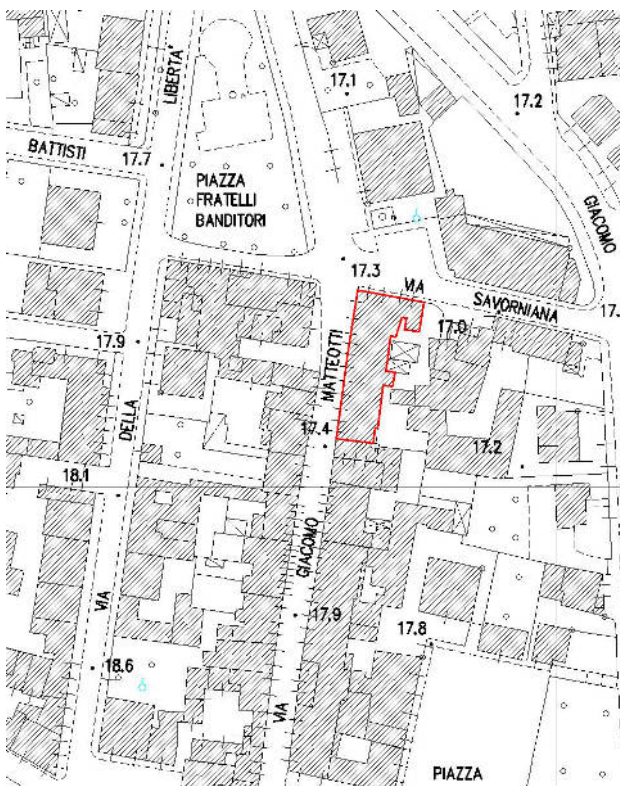 LIBERTA'
17.1
17.2
BATTISTI
17.7
PIAZZA
FRATELLI
BANDITORI
GIACOMO
17.3
VIA
SAVORNIANA
17.
17.0
17.9
MATTEOTTI
DELLA
17.4
17.2
18.1
GIACOMO
VIA
17.9
17.8
18.6
VIA
PIAZZA